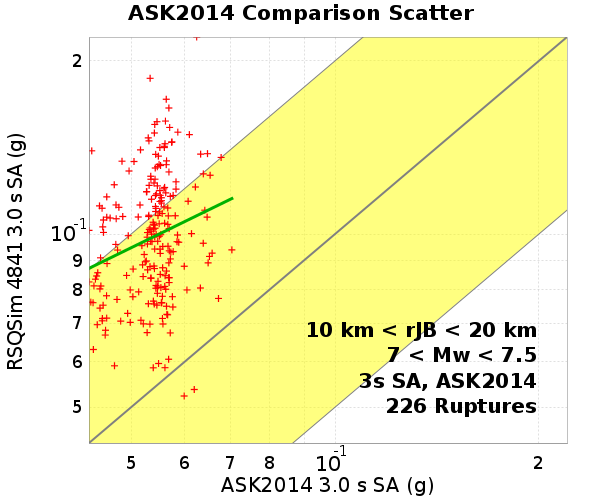 ASK2014 Comparison Scatter
RSQSim 4841 3.0 s SA (g)
2
10-1
9
8
7
6
5
10 km < rJB < 20 km
7 < Mw < 7.5
3s SA, ASK2014
226 Ruptures
5 6 7 8 10-1 2
ASK2014 3.0 s SA (g)